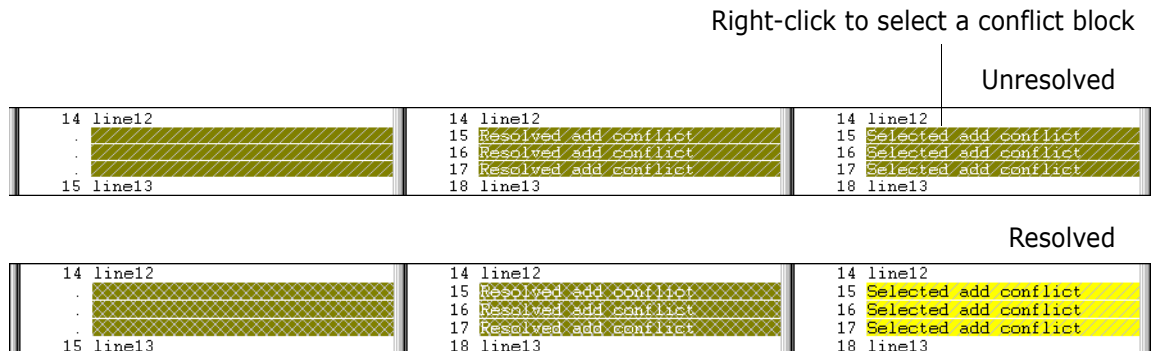 Right-click to select a conflict block
Unresolved
14 line12 14 line12 14 line12
. 15 Resolved add conflict 15 Selected add conflict
. 16 Resolved add conflict 16 Selected add conflict
. 17 Resolved add conflict 17 Selected add conflict
15 line13 18 line13 18 line13
Resolved
14 line12 14 line12 14 line12
. 15 Resolved add conflict 15 Selected add conflict
. 16 Resolved add conflict 16 Selected add conflict
. 17 Resolved add conflict 17 Selected add conflict
15 line13 18 line13 18 line13